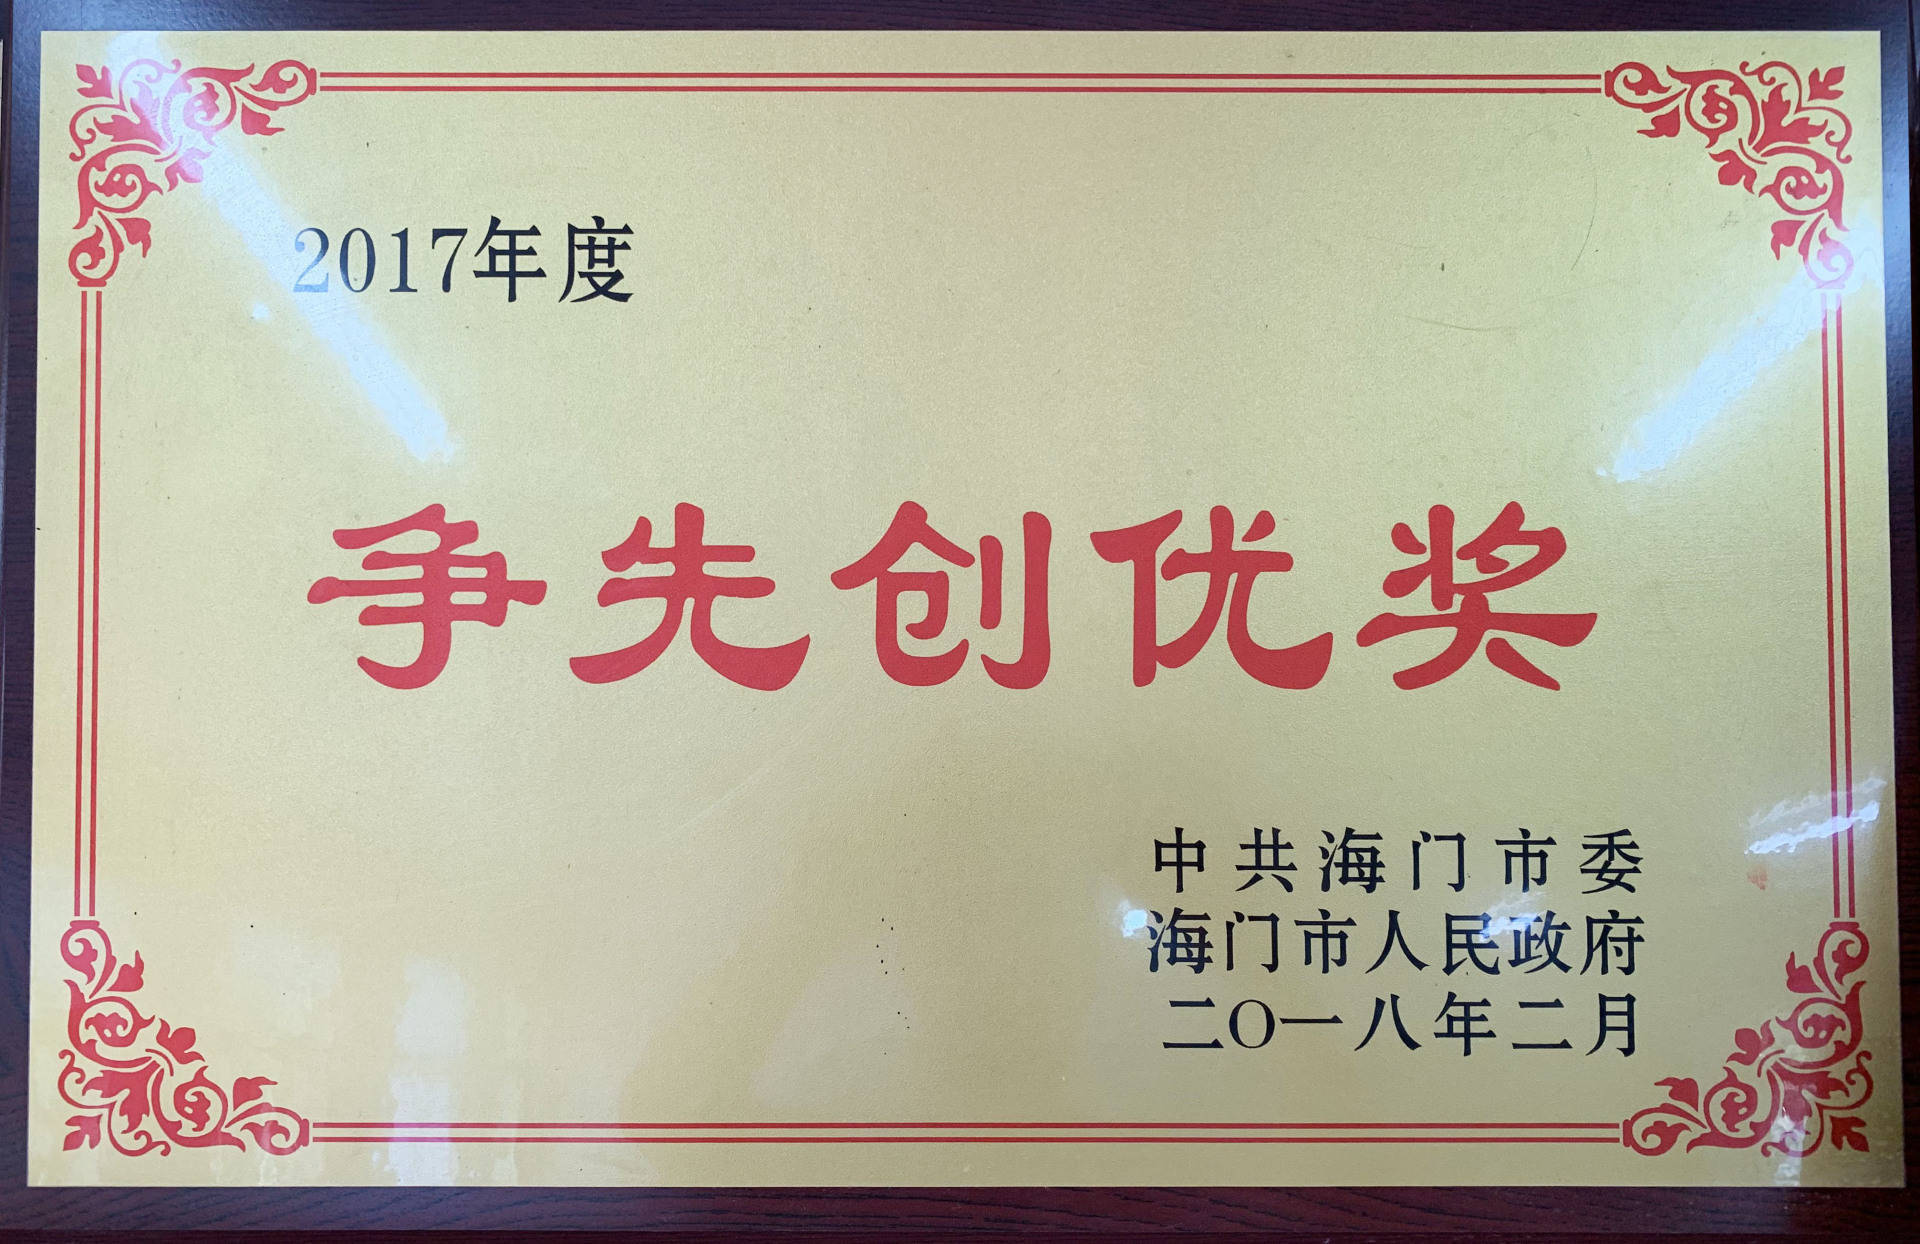 2017年度
争先创优奖
中共海门市委
海门市人民政府
二〇一八年二月